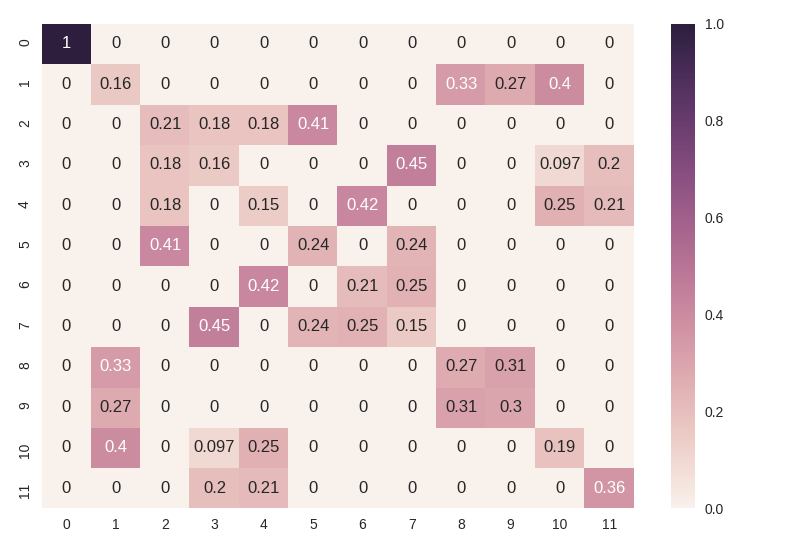 0 1 0 0 0 0 0 0 0 0 0 0 0 1.0
1 0 0.16 0 0 0 0 0 0 0.33 0.27 0.4 0
2 0 0 0.21 0.18 0.18 0.41 0 0 0 0 0 0 0.8
3 0 0 0.18 0.16 0 0 0 0.45 0 0 0.097 0.2
4 0 0 0.18 0 0.15 0 0.42 0 0 0 0.25 0.21 0.6
5 0 0 0.41 0 0 0.24 0 0.24 0 0 0 0
6 0 0 0 0 0.42 0 0.21 0.25 0 0 0 0
7 0 0 0 0.45 0 0.24 0.25 0.15 0 0 0 0 0.4
8 0 0.33 0 0 0 0 0 0 0.27 0.31 0 0
9 0 0.27 0 0 0 0 0 0 0.31 0.3 0 0 0.2
10 0 0.4 0 0.097 0.25 0 0 0 0 0 0.19 0
11 0 0 0 0.2 0.21 0 0 0 0 0 0 0.36 0.0
0 1 2 3 4 5 6 7 8 9 10 11